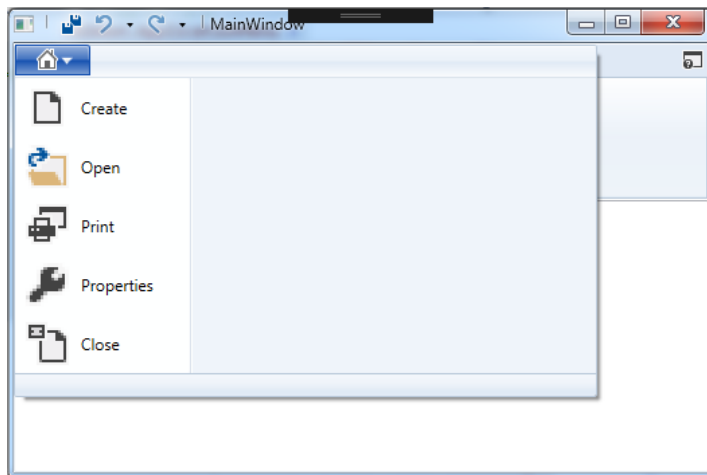 MainWindow
Create
Open
Print
Properties
Close